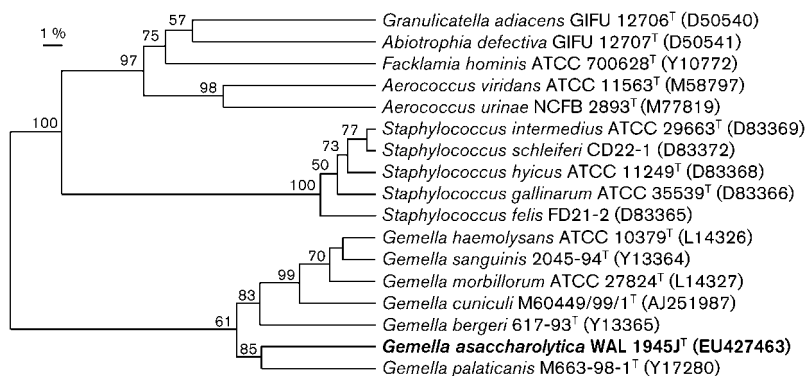 1 %
57
75
97
98
100
77
73
50
100
70
99
83
61
85
Granulicatella adiacens GIFU 12706ᵀ (D50540)
Abiotrophia defectiva GIFU 12707ᵀ (D50541)
Facklamia hominis ATCC 700628ᵀ (Y10772)
Aerococcus viridans ATCC 11563ᵀ (M58797)
Aerococcus urinae NCFB 2893ᵀ (M77819)
Staphylococcus intermedius ATCC 29663ᵀ (D83369)
Staphylococcus schleiferi CD22-1 (D83372)
Staphylococcus hyicus ATCC 11249ᵀ (D83368)
Staphylococcus gallinarum ATCC 35539ᵀ (D83366)
Staphylococcus felis FD21-2 (D83365)
Gemella haemolysans ATCC 10379ᵀ (L14326)
Gemella sanguinis 2045-94ᵀ (Y13364)
Gemella morbillorum ATCC 27824ᵀ (L14327)
Gemella cuniculi M60449/99/1ᵀ (AJ251987)
Gemella bergeri 617-93ᵀ (Y13365)
Gemella asaccharolytica WAL 1945Jᵀ (EU427463)
Gemella palaticanis M663-98-1ᵀ (Y17280)